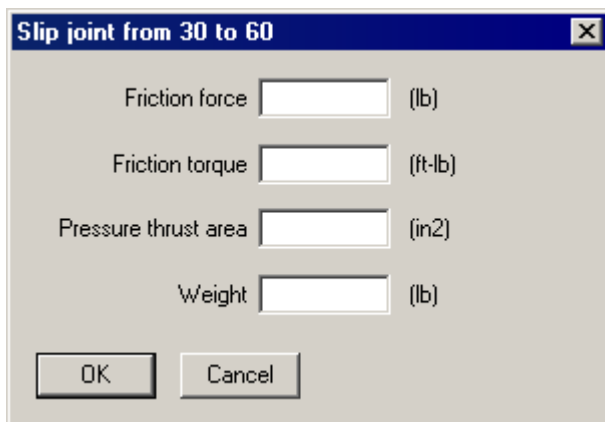 Slip joint from 30 to 60
Friction force (lb)
Friction torque (ft-lb)
Pressure thrust area (in2)
Weight (lb)
OK Cancel